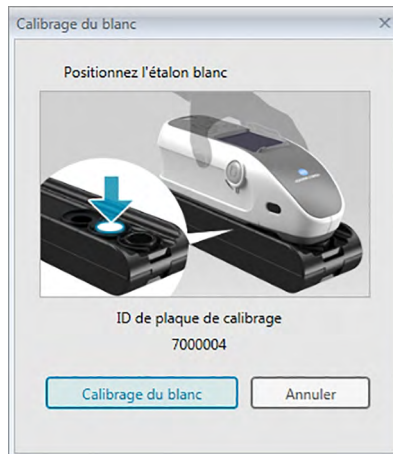 Calibrage du blanc
Positionnez l'étalon blanc
ID de plaque de calibrage
7000004
Calibrage du blanc
Annuler